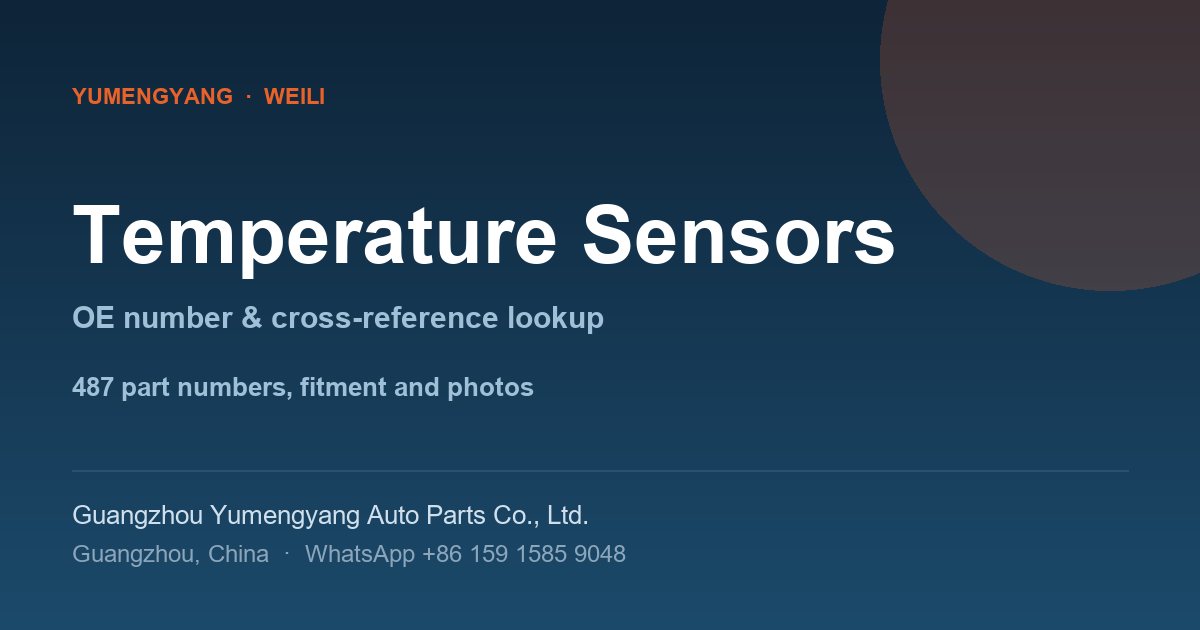 YUMENGYANG · WEILI
Temperature Sensors
OE number & cross-reference lookup
487 part numbers, fitment and photos
Guangzhou Yumengyang Auto Parts Co., Ltd.
Guangzhou, China · WhatsApp +86 159 1585 9048